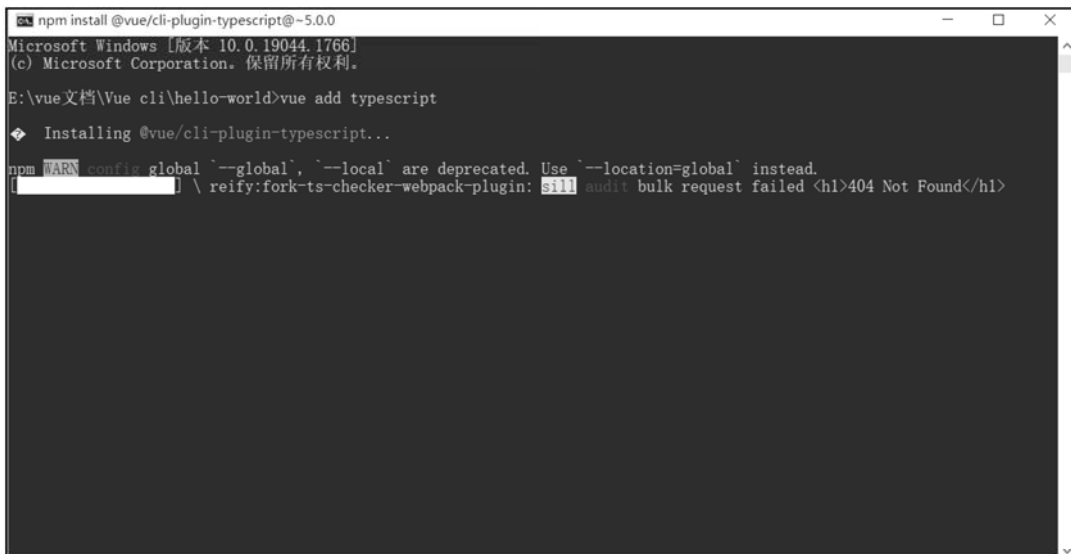 npm install @vue/cli-plugin-typescript@~5.0.0
Microsoft Windows [版本 10.0.19044.1766]
(c) Microsoft Corporation。保留所有权利。
E:\vue文档\Vue cli\hello-world>vue add typescript
� Installing @vue/cli-plugin-typescript...
npm WARN config global `--global`, `--local` are deprecated. Use `--location=global` instead.
[ ] \ reify:fork-ts-checker-webpack-plugin: sill audit bulk request failed <h1>404 Not Found</h1>